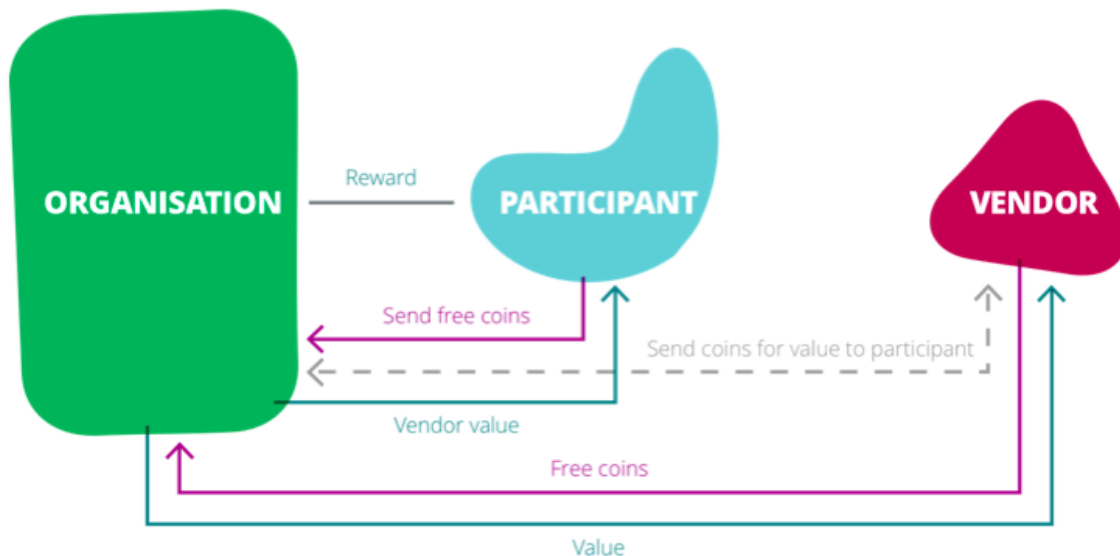 Reward
ORGANISATION
PARTICIPANT
VENDOR
Send free coins
Send coins for value to participant
Vendor value
Free coins
Value